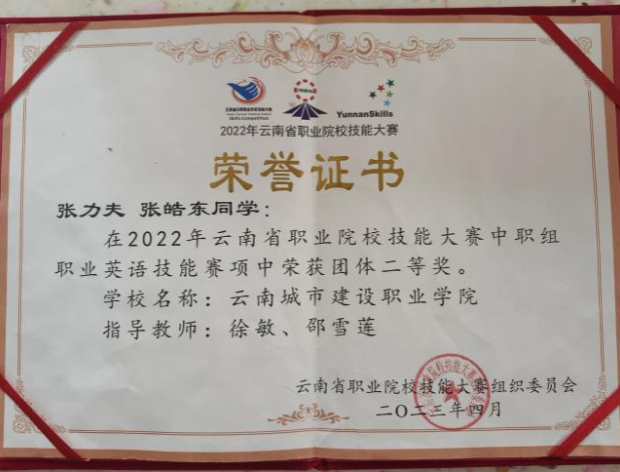 YunnanSkills
2022年云南省职业院校技能大赛
荣誉证书
张力夫 张皓东同学：
在2022年云南省职业院校技能大赛中职组
职业英语技能赛项中荣获团体二等奖。
学校名称：云南城市建设职业学院
指导教师：徐敏、邵雪莲
云南省职业院校技能大赛组织委员会
二〇二三年四月